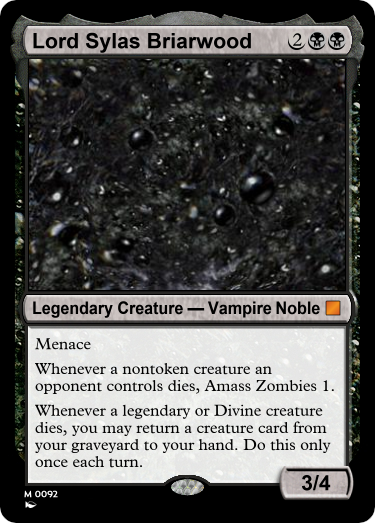 Lord Sylas Briarwood 2
Legendary Creature — Vampire Noble
Menace
Whenever a nontoken creature an
opponent controls dies, Amass Zombies 1.
Whenever a legendary or Divine creature
dies, you may return a creature card from
your graveyard to your hand. Do this only
once each turn.
3/4
M 0092